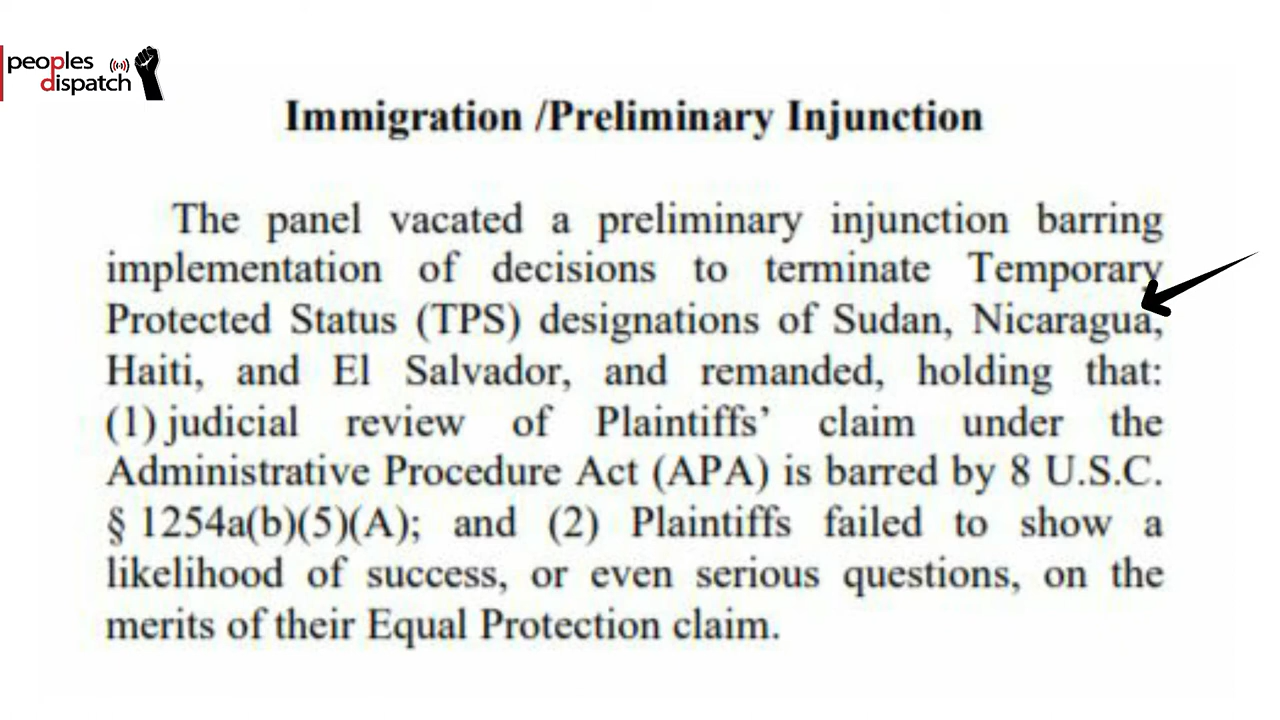 peoples
dispatch
Immigration /Preliminary Injunction
The panel vacated a preliminary injunction barring
implementation of decisions to terminate Temporary
Protected Status (TPS) designations of Sudan, Nicaragua,
Haiti, and El Salvador, and remanded, holding that:
(1) judicial review of Plaintiffs’ claim under the
Administrative Procedure Act (APA) is barred by 8 U.S.C.
§ 1254a(b)(5)(A); and (2) Plaintiffs failed to show a
likelihood of success, or even serious questions, on the
merits of their Equal Protection claim.